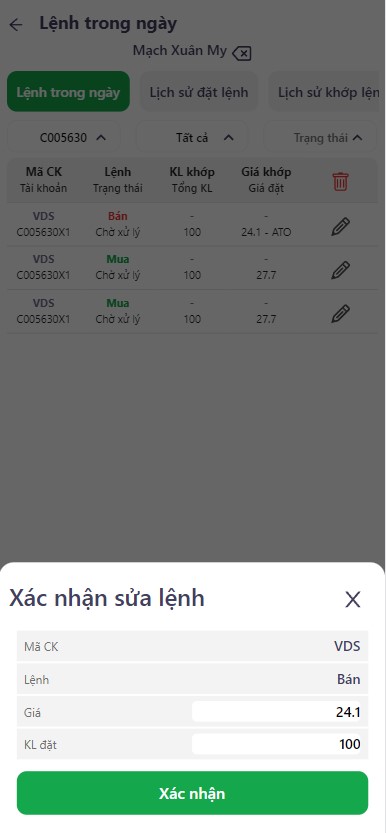 Lệnh trong ngày
Mạch Xuân My
Lệnh trong ngày Lịch sử đặt lệnh Lịch sử khớp lện
C005630 Tất cả Trạng thái
Mã CK Lệnh KL khớp Giá khớp
Tài khoản Trạng thái Tổng KL Giá đặt
VDS Bán - -
C005630X1 Chờ xử lý 100 24.1 - ATO
VDS Mua - -
C005630X1 Chờ xử lý 100 27.7
VDS Mua - -
C005630X1 Chờ xử lý 100 27.7
Xác nhận sửa lệnh
Mã CK VDS
Lệnh Bán
Giá 24.1
KL đặt 100
Xác nhận